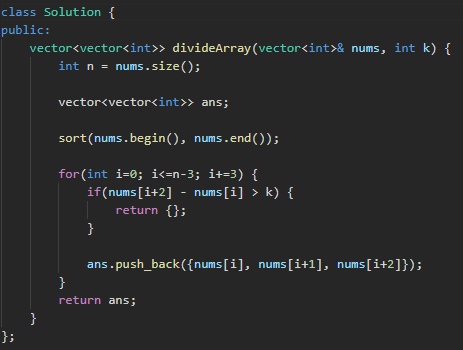 class Solution {
public:
    vector<vector<int>> divideArray(vector<int>& nums, int k) {
        int n = nums.size();
        vector<vector<int>> ans;
        sort(nums.begin(), nums.end());
        for(int i=0; i<=n-3; i+=3) {
            if(nums[i+2] - nums[i] > k) {
                return {};
            }
            ans.push_back({nums[i], nums[i+1], nums[i+2]});
        }
        return ans;
    }
};